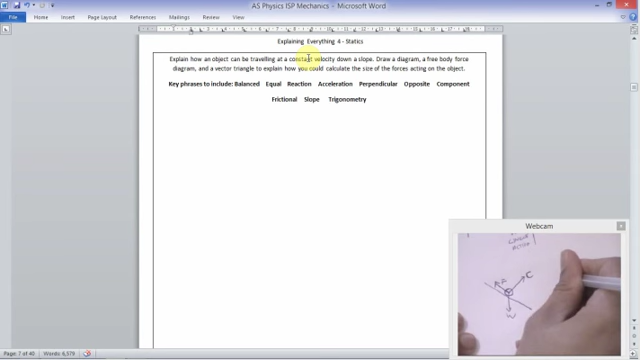 AS Physics ISP Mechanics - Microsoft Word
File Home Insert Page Layout References Mailings Review View
Explaining Everything 4 - Statics
Explain how an object can be travelling at a constant velocity down a slope. Draw a diagram, a free body force
diagram, and a vector triangle to explain how you could calculate the size of the forces acting on the object.
Key phrases to include: Balanced Equal Reaction Acceleration Perpendicular Opposite Component
Frictional Slope Trigonometry
Webcam
C
W
Page: 7 of 40 Words: 6,579